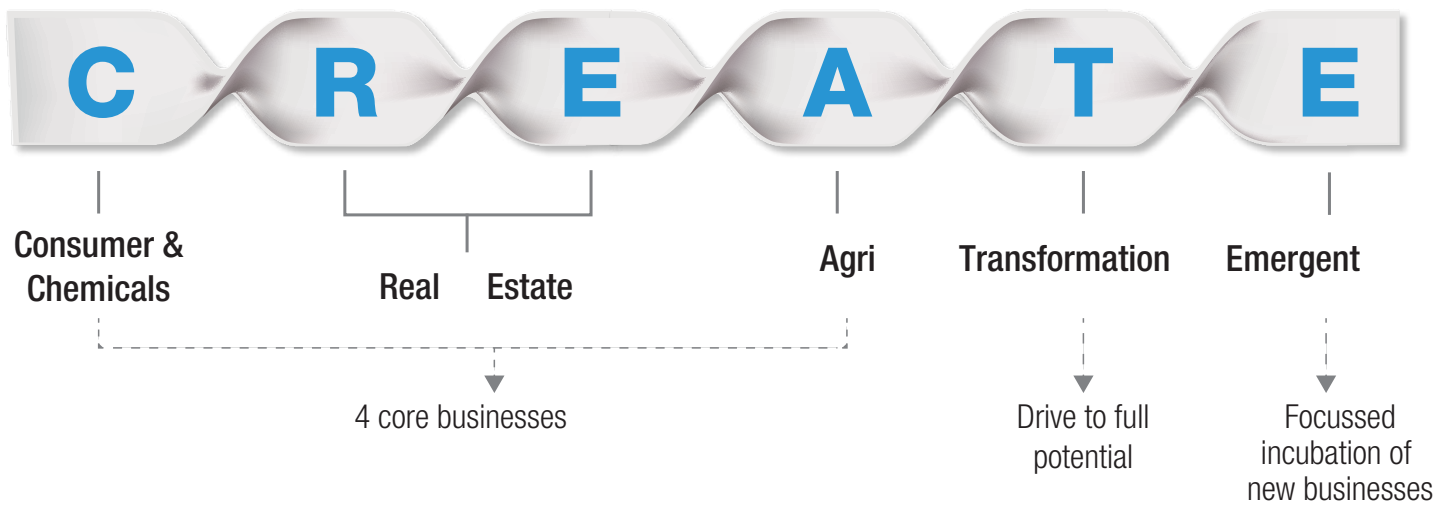 C R E A T E
Consumer &
Chemicals
Real Estate
Agri
Transformation
Emergent
4 core businesses
Drive to full
potential
Focussed
incubation of
new businesses